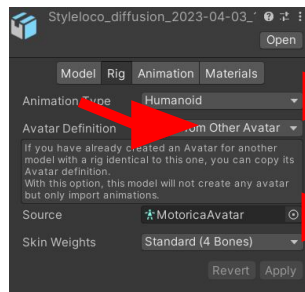 Styleloco_diffusion_2023-04-03_
Open
Model Rig Animation Materials
Animation Type Humanoid
Avatar Definition From Other Avatar
If you have already created an Avatar for another
model with a rig identical to this one, you can copy its
Avatar definition.
With this option, this model will not create any avatar
but only import animations.
Source MotoricaAvatar
Skin Weights Standard (4 Bones)
Revert Apply